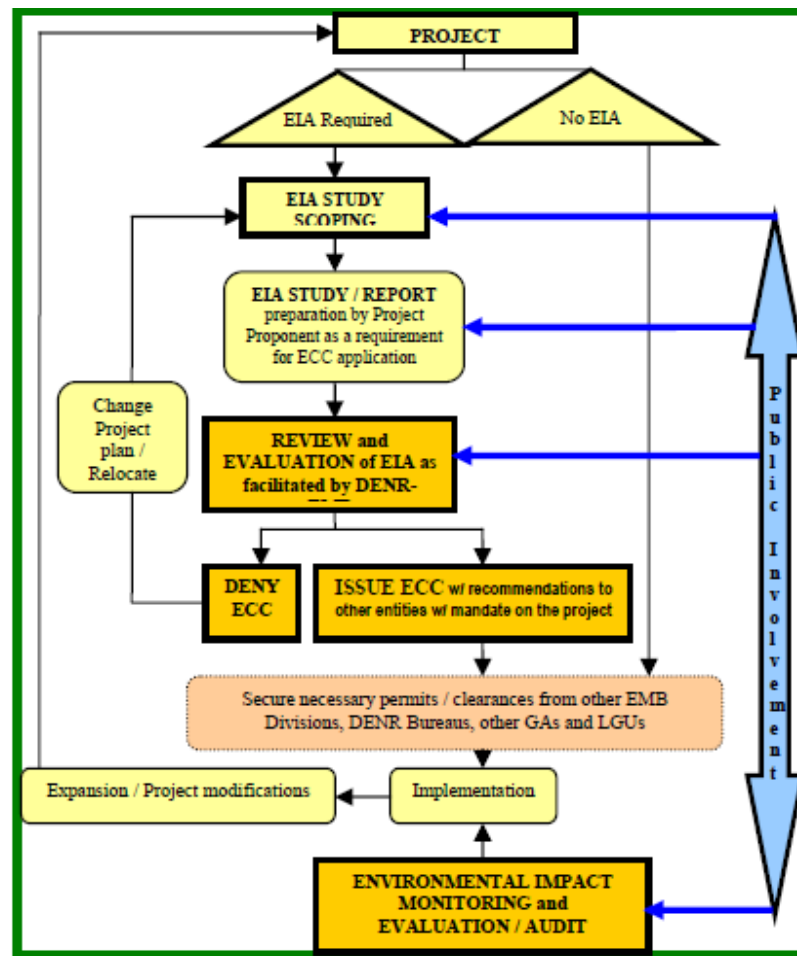 PROJECT
EIA Required
No EIA
EIA STUDY
SCOPING
EIA STUDY / REPORT
preparation by Project
Proponent as a requirement
for ECC application
Change
Project
plan /
Relocate
REVIEW and
EVALUATION of EIA as
facilitated by DENR-
DENY
ECC
ISSUE ECC w/ recommendations to
other entities w/ mandate on the project
Secure necessary permits / clearances from other EMB
Divisions, DENR Bureaus, other GAs and LGUs
Expansion / Project modifications
Implementation
ENVIRONMENTAL IMPACT
MONITORING and
EVALUATION / AUDIT
Public Involvement